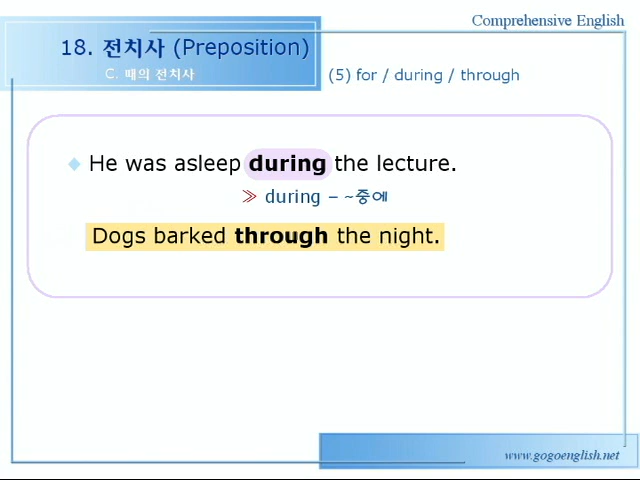 Comprehensive English
18. 전치사 (Preposition)
C. 때의 전치사
(5) for / during / through
He was asleep during the lecture.
≫ during – ~중에
Dogs barked through the night.
www.gogoenglish.net